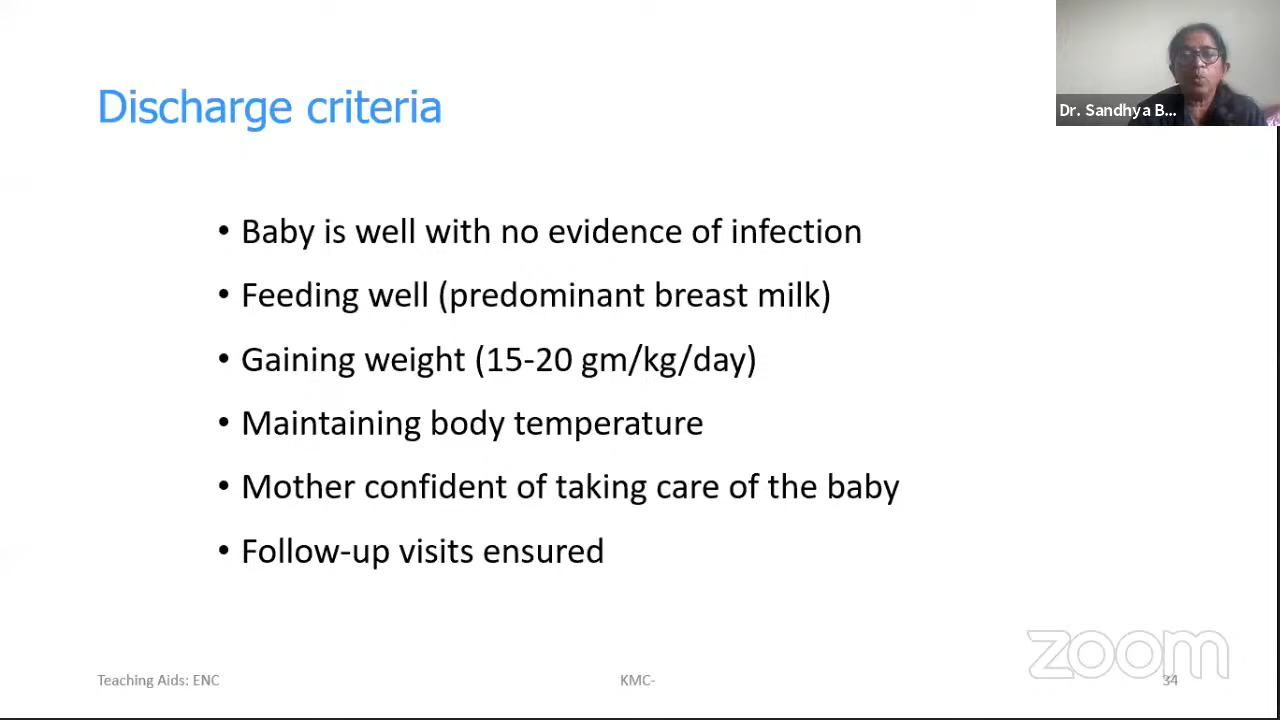 Discharge criteria
Dr. Sandhya B...
• Baby is well with no evidence of infection
• Feeding well (predominant breast milk)
• Gaining weight (15-20 gm/kg/day)
• Maintaining body temperature
• Mother confident of taking care of the baby
• Follow-up visits ensured
zoom
Teaching Aids: ENC
KMC-
34